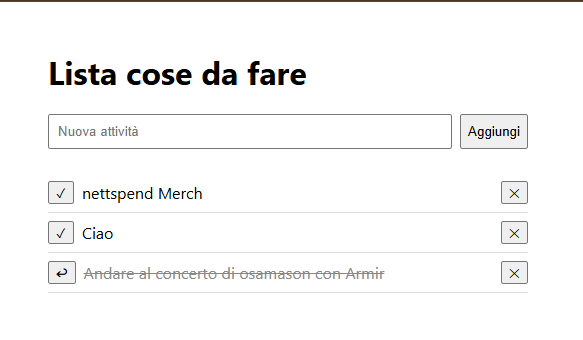 Lista cose da fare
Nuova attività Aggiungi
✓ nettspend Merch ×
✓ Ciao ×
↩ Andare al concerto di osamason con Armir ×